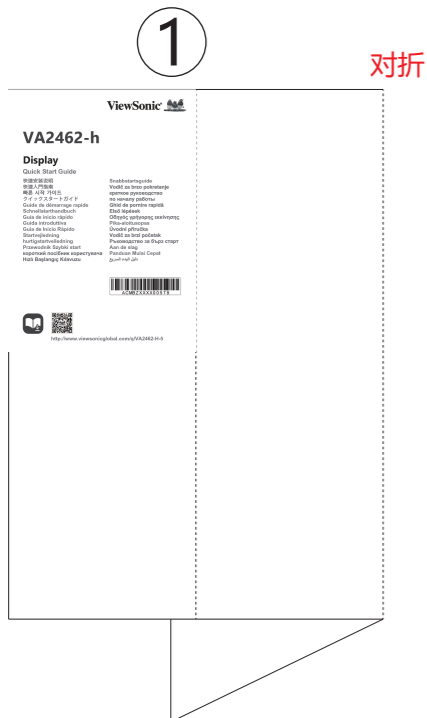 1
对折
ViewSonic
VA2462-h
Display
Quick Start Guide
快捷安裝说明
快速入門指南
빠른 시작 가이드
クイックスタートガイド
Guide de démarrage rapide
Schnellstarthandbuch
Guía de inicio rápido
Guida introduttiva
Guia de Início Rápido
Startvejledning
hurtigstartveiledning
Przewodnik Szybki start
короткий посібник користувача
Hızlı Başlangıç Kılavuzu
Snabbstartsguide
Vodič za brzo pokretanje
краткое руководство
по началу работы
Ghid de pornire rapidă
Első lépések
Οδηγός γρήγορης εκκίνησης
Pika-aloitusopas
Úvodní příručka
Vodič za brzi početak
Ръководство за бърз старт
Aan de slag
Panduan Mulai Cepat
دليل البدء السريع
http://www.viewsonicglobal.com/q/VA2462-H-5